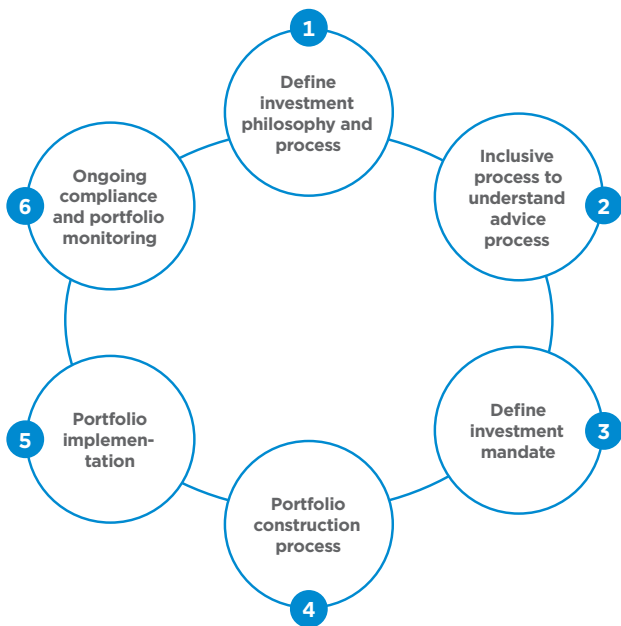 1
Define
investment
philosophy and
process
Inclusive
process to
understand
advice
process
2
Define
investment
mandate
3
Portfolio
construction
process
4
Portfolio
implemen-
tation
5
Ongoing
compliance
and portfolio
monitoring
6